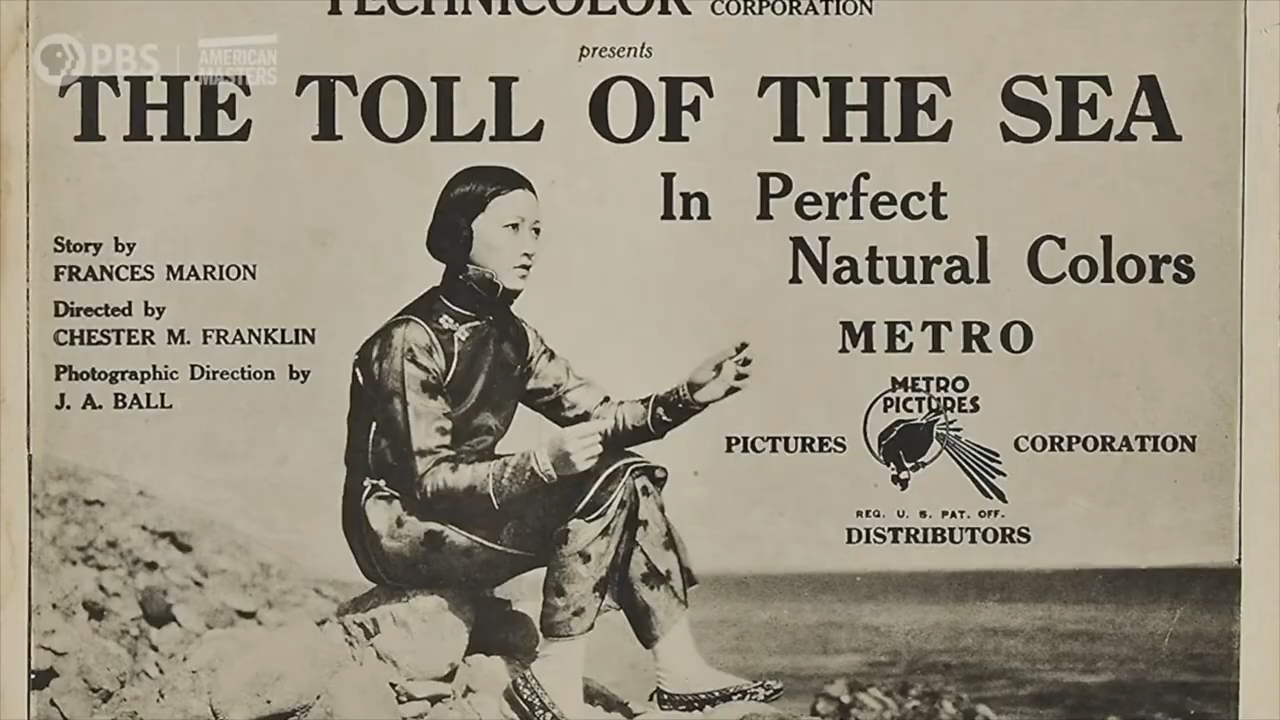 TECHNICOLOR CORPORATION
presents
PBS AMERICAN MASTERS
THE TOLL OF THE SEA
In Perfect
Natural Colors
Story by
FRANCES MARION
Directed by
CHESTER M. FRANKLIN
Photographic Direction by
J. A. BALL
METRO
METRO
PICTURES
PICTURES CORPORATION
REG. U. S. PAT. OFF.
DISTRIBUTORS